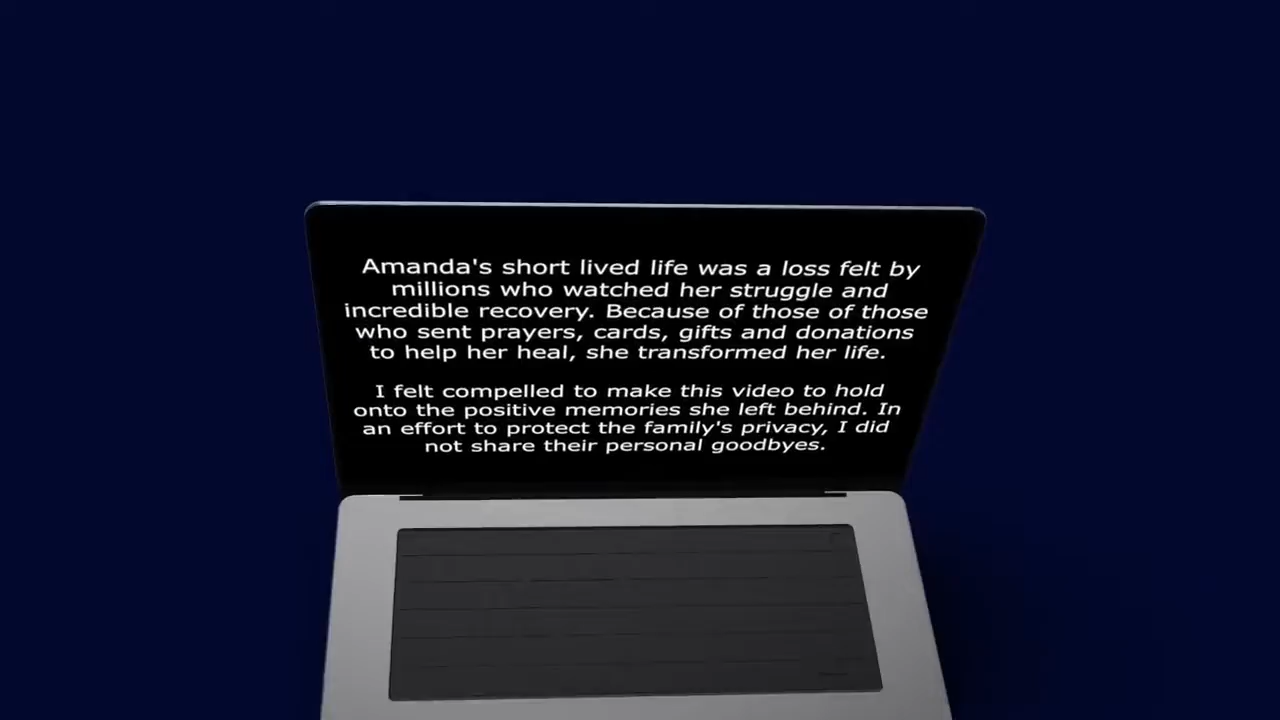 Amanda's short lived life was a loss felt by
millions who watched her struggle and
incredible recovery. Because of those of those
who sent prayers, cards, gifts and donations
to help her heal, she transformed her life.
I felt compelled to make this video to hold
onto the positive memories she left behind. In
an effort to protect the family's privacy, I did
not share their personal goodbyes.